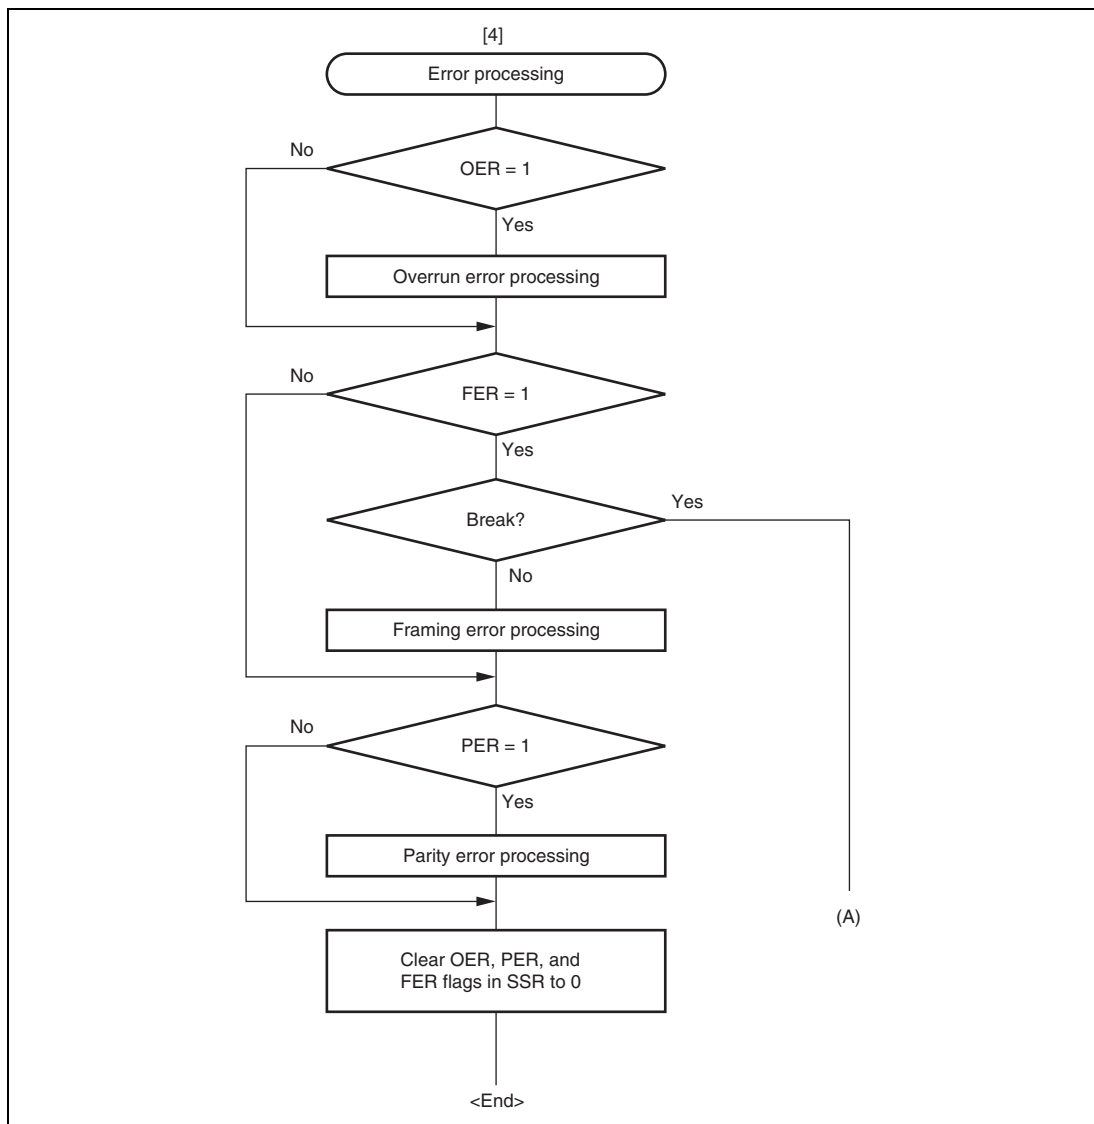 [4]
Error processing
No
OER = 1
Yes
Overrun error processing
No
FER = 1
Yes
Break?
Yes
No
Framing error processing
No
PER = 1
Yes
Parity error processing
(A)
Clear OER, PER, and
FER flags in SSR to 0
<End>